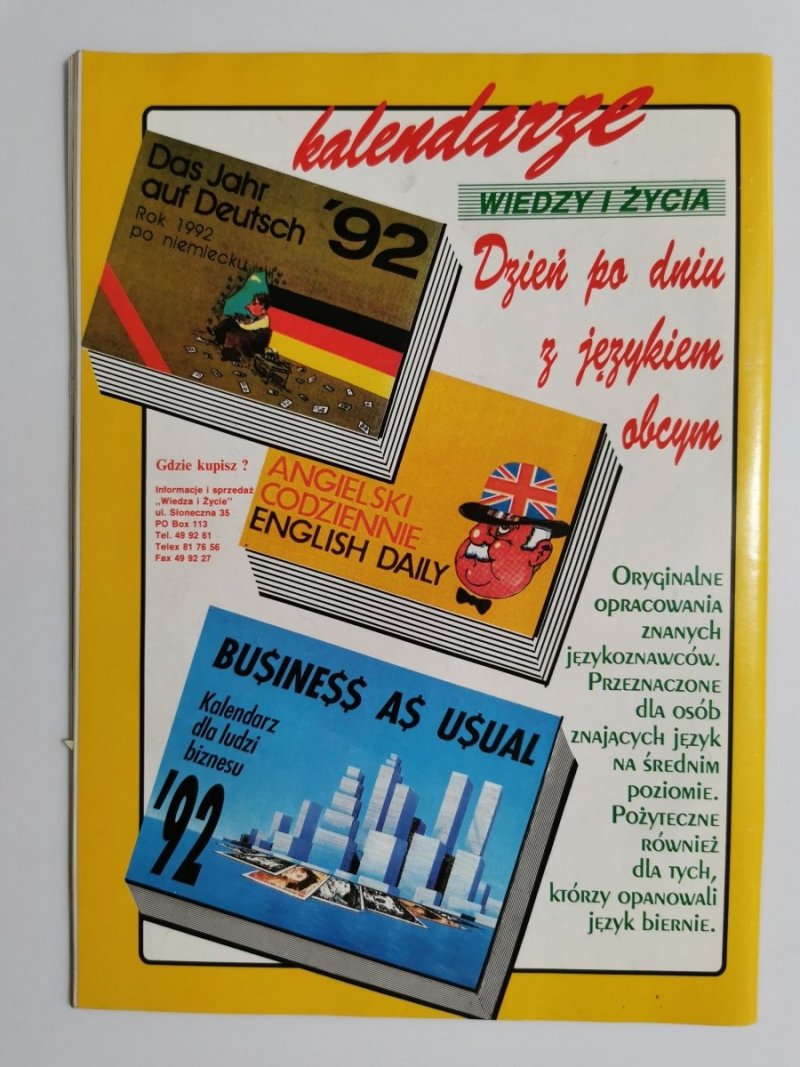 kalendarze
WIEDZY I ŻYCIA
Dzień po dniu
z językiem
obcym
Das Jahr
auf Deutsch '92
Rok 1992
po niemiecku
Gdzie kupisz ?
Informacje i sprzedaż
,,Wiedza i Życie"
ul. Słoneczna 35
PO Box 113
Tel. 49 92 61
Telex 81 76 56
Fax 49 92 27
ANGIELSKI
CODZIENNIE
ENGLISH DAILY
BU$INE$$ A$ U$UAL
Kalendarz
dla ludzi
biznesu
'92
Oryginalne
opracowania
znanych
językoznawców.
Przeznaczone
dla osób
znających język
na średnim
poziomie.
Pożyteczne
również
dla tych,
którzy opanowali
język biernie.